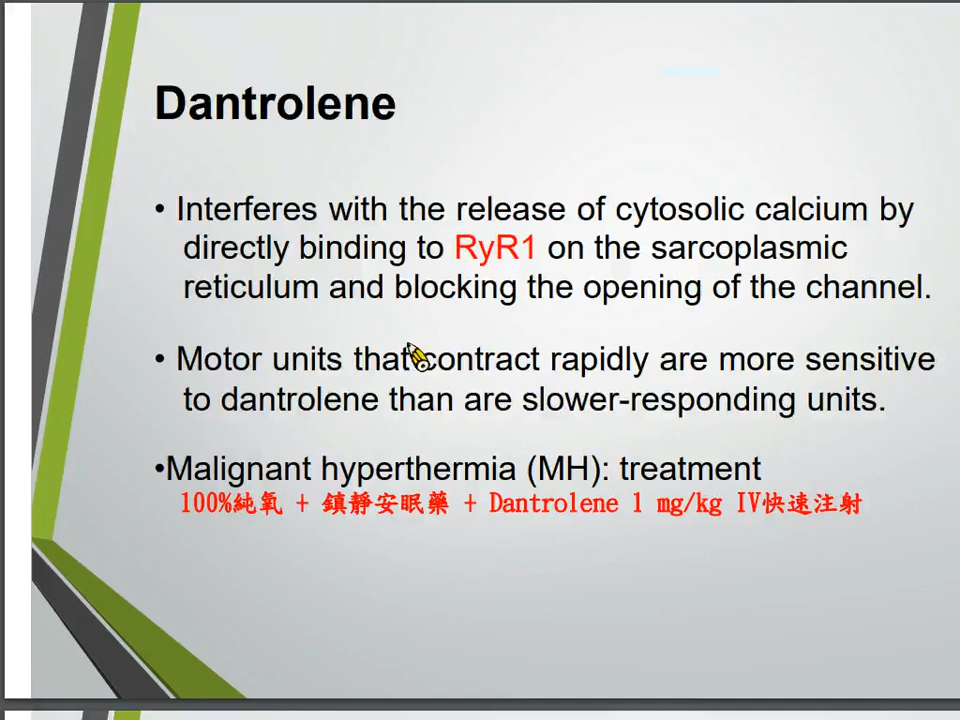 Dantrolene
• Interferes with the release of cytosolic calcium by
directly binding to RyR1 on the sarcoplasmic
reticulum and blocking the opening of the channel.
• Motor units that contract rapidly are more sensitive
to dantrolene than are slower-responding units.
•Malignant hyperthermia (MH): treatment
100%純氧 + 鎮靜安眠藥 + Dantrolene 1 mg/kg IV快速注射